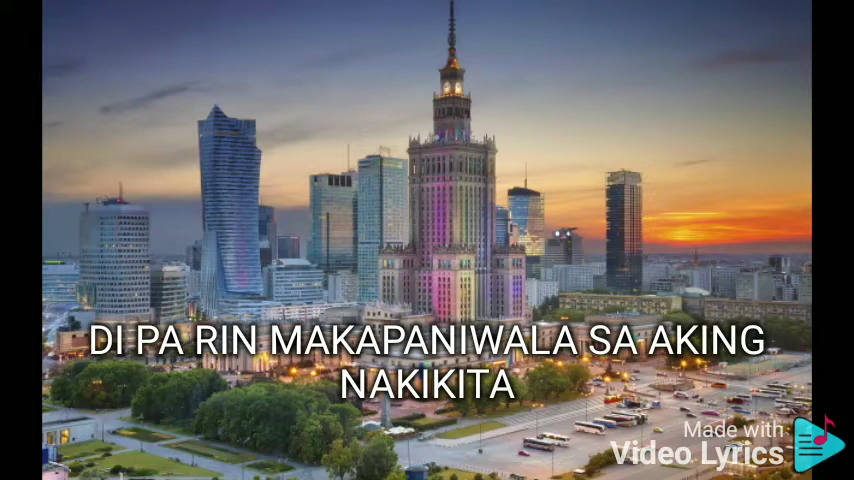 DI PA RIN MAKAPANIWALA SA AKING
NAKIKITA
Made with
Video Lyrics